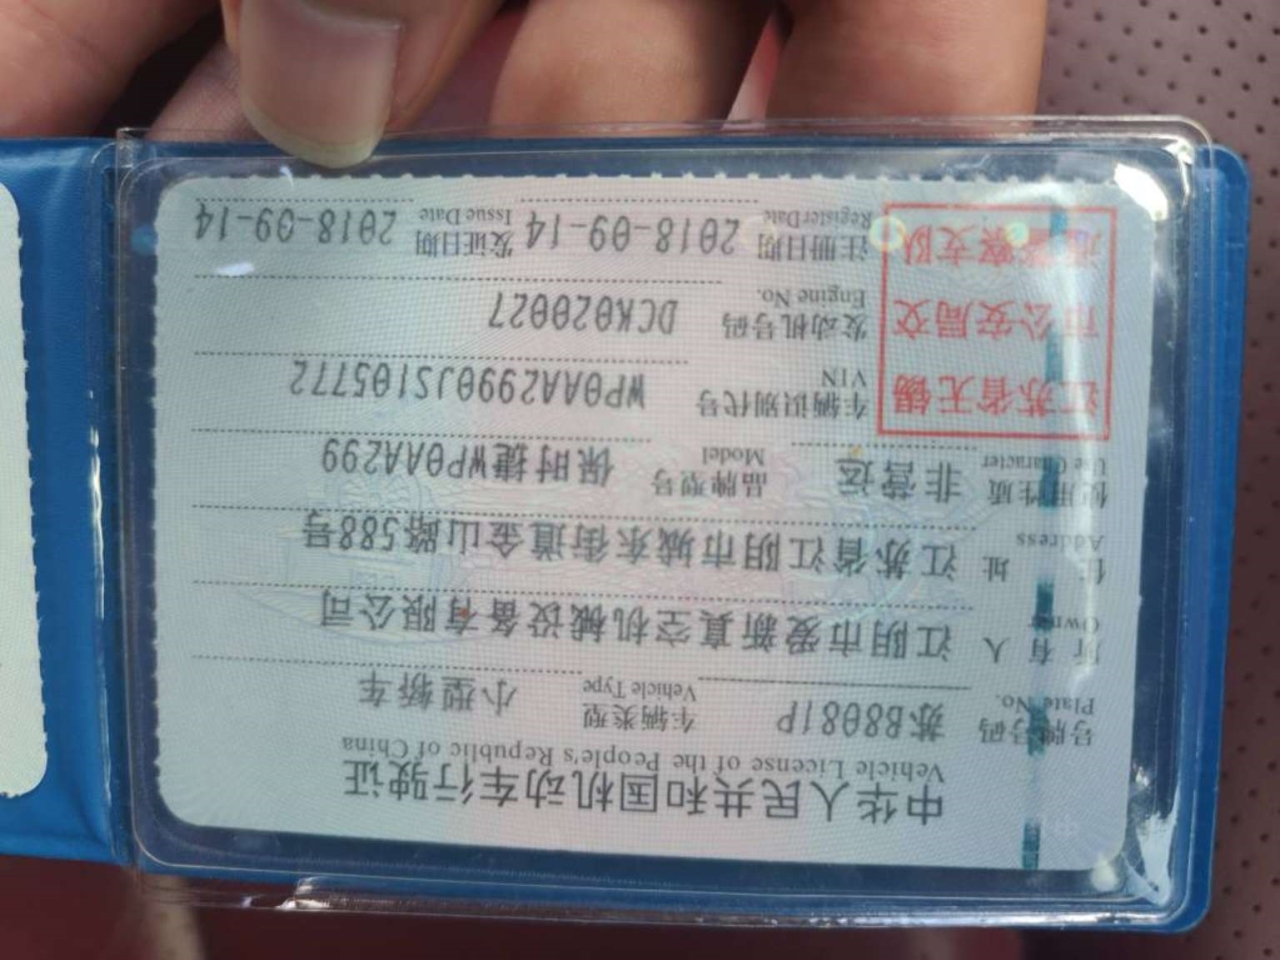 中华人民共和国机动车行驶证
Vehicle License of the People's Republic of China
号牌号码 苏B8081P 车辆类型 小型轿车
Plate No. Vehicle Type
所有人 江阴市爱新真空机械设备有限公司
Owner
住址 江苏省江阴市城东街道金山路588号
Address
使用性质 非营运 品牌型号 保时捷WP0AA299
Use Character Model
江苏省无锡
市公安局交
通警察支队
车辆识别代号 WP0AA2990JS105772
VIN
发动机号码 DCK020027
Engine No.
注册日期 2018-09-14 发证日期 2018-09-14
Register Date Issue Date